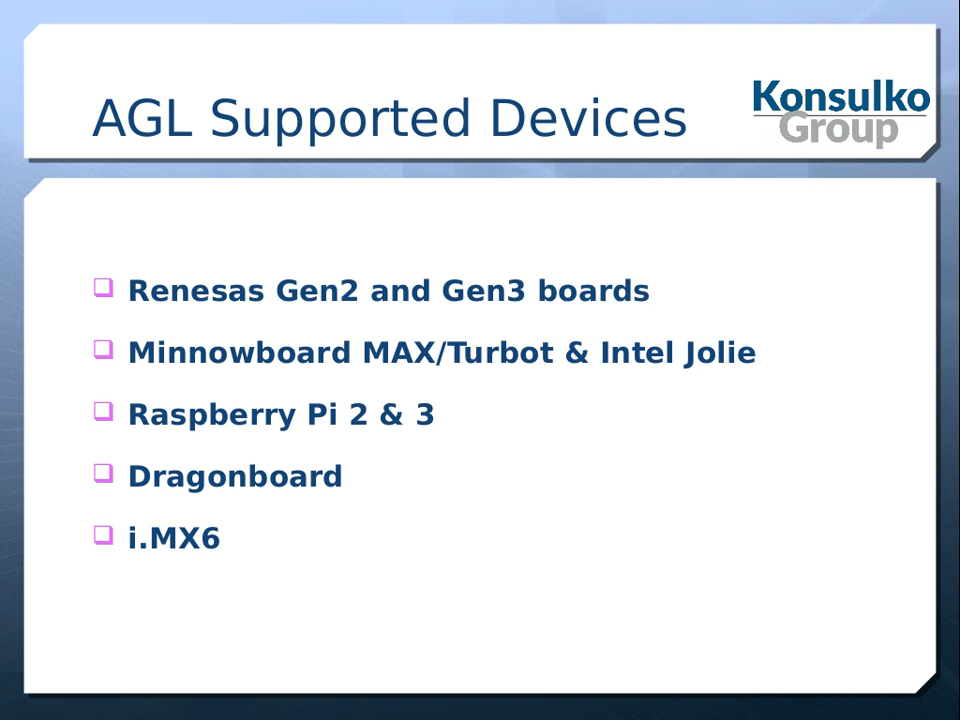 AGL Supported Devices
Konsulko
Group
Renesas Gen2 and Gen3 boards
Minnowboard MAX/Turbot & Intel Jolie
Raspberry Pi 2 & 3
Dragonboard
i.MX6